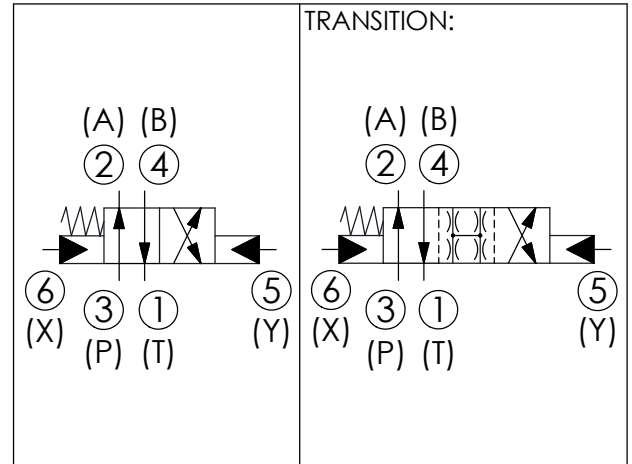 TRANSITION:
(A) (B)
2 4
6 3 1 5
(X) (P) (T) (Y)
(A) (B)
2 4
6 3 1 5
(X) (P) (T) (Y)